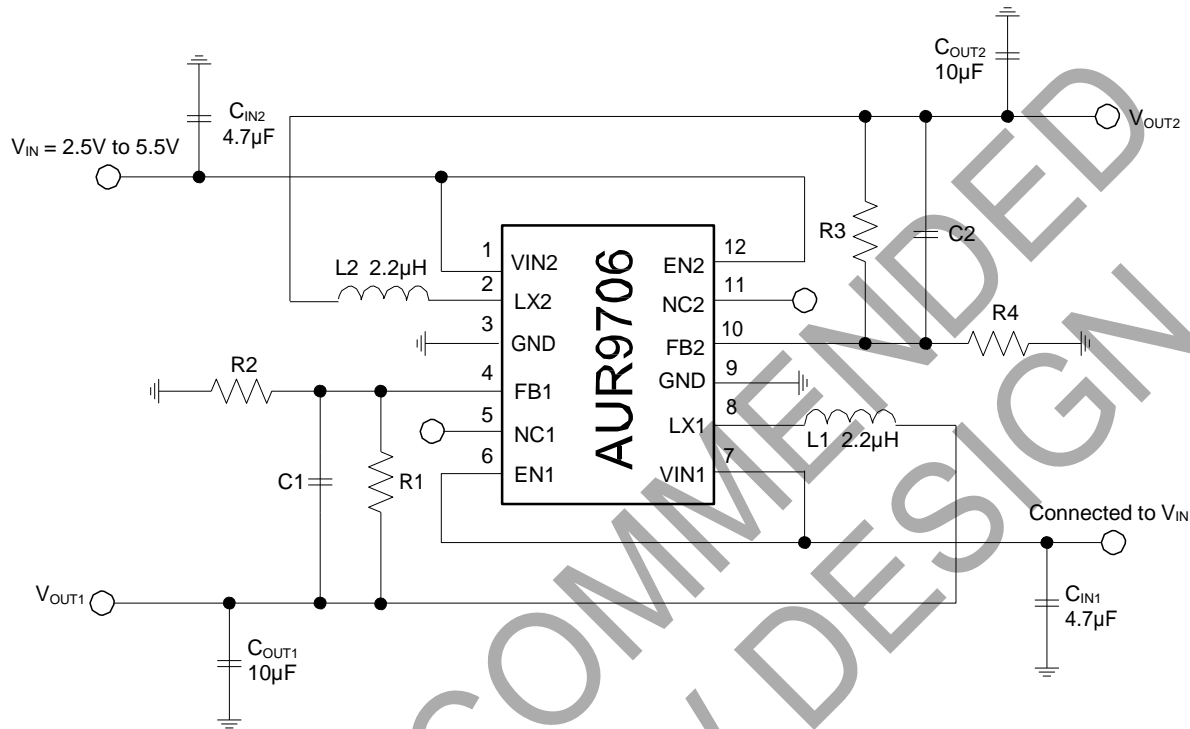 COUT2
10µF
CIN2
4.7µF
VOUT2
VIN = 2.5V to 5.5V
R3
C2
1
VIN2
EN2
12
L2 2.2µH
2
LX2
NC2
11
3
GND
FB2
10
R4
R2
4
FB1
GND
9
5
NC1
LX1
8
L1 2.2µH
6
EN1
VIN1
7
AUR9706
C1
R1
Connected to VIN
VOUT1
CIN1
4.7µF
COUT1
10µF
COMMENDED
DESIGN